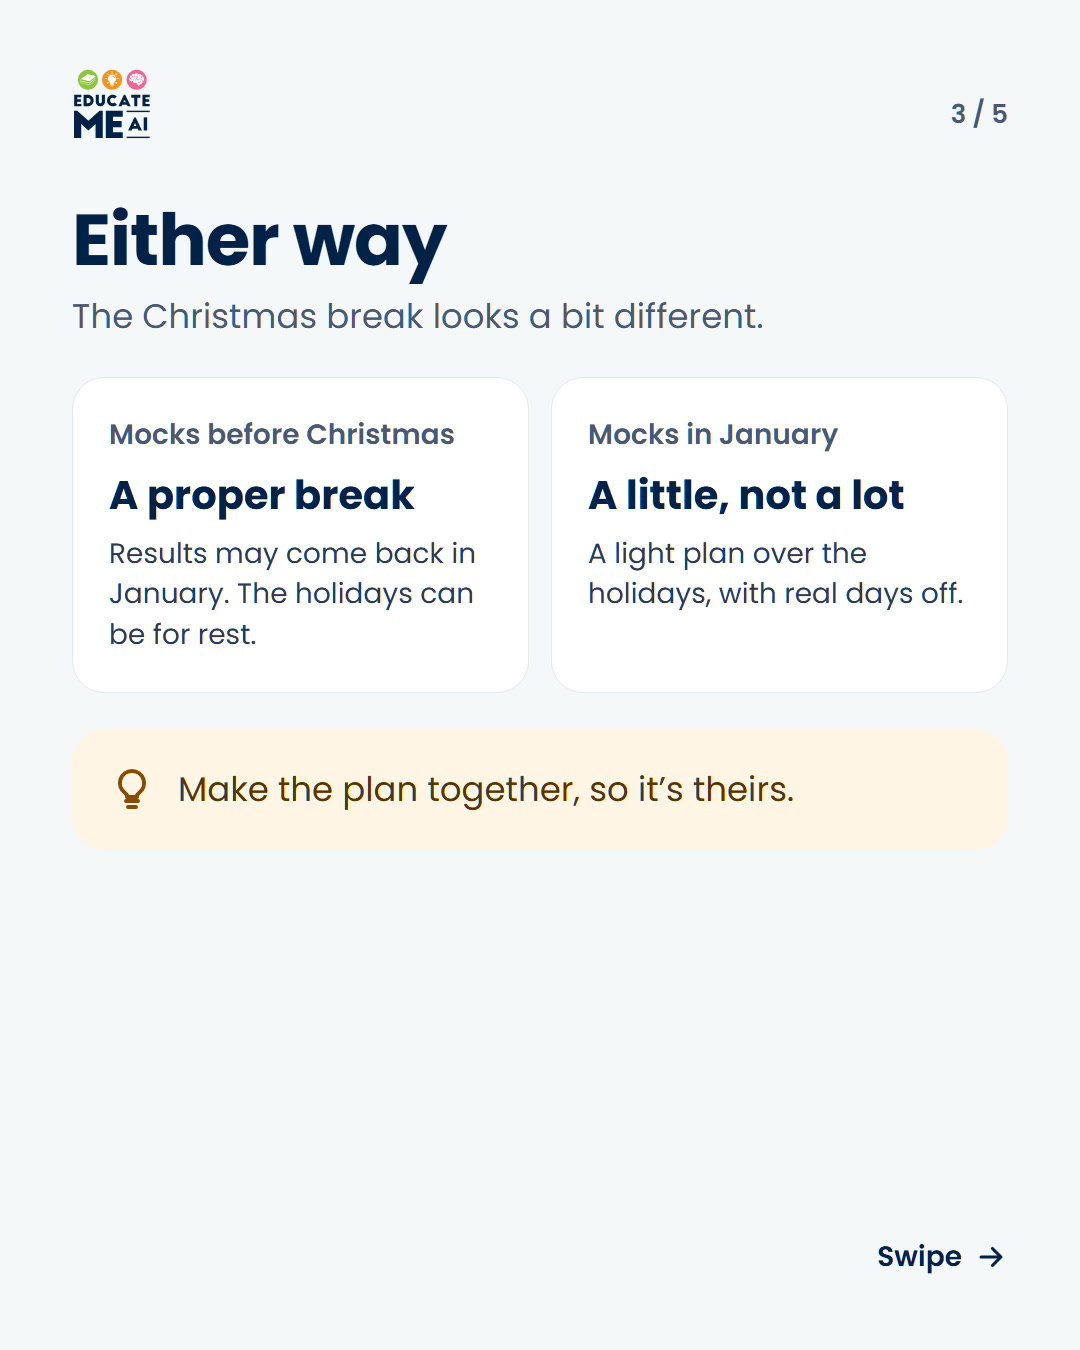 EDUCATE
ME AI
3 / 5
Either way
The Christmas break looks a bit different.
Mocks before Christmas
A proper break
Results may come back in
January. The holidays can
be for rest.
Mocks in January
A little, not a lot
A light plan over the
holidays, with real days off.
Make the plan together, so it’s theirs.
Swipe →